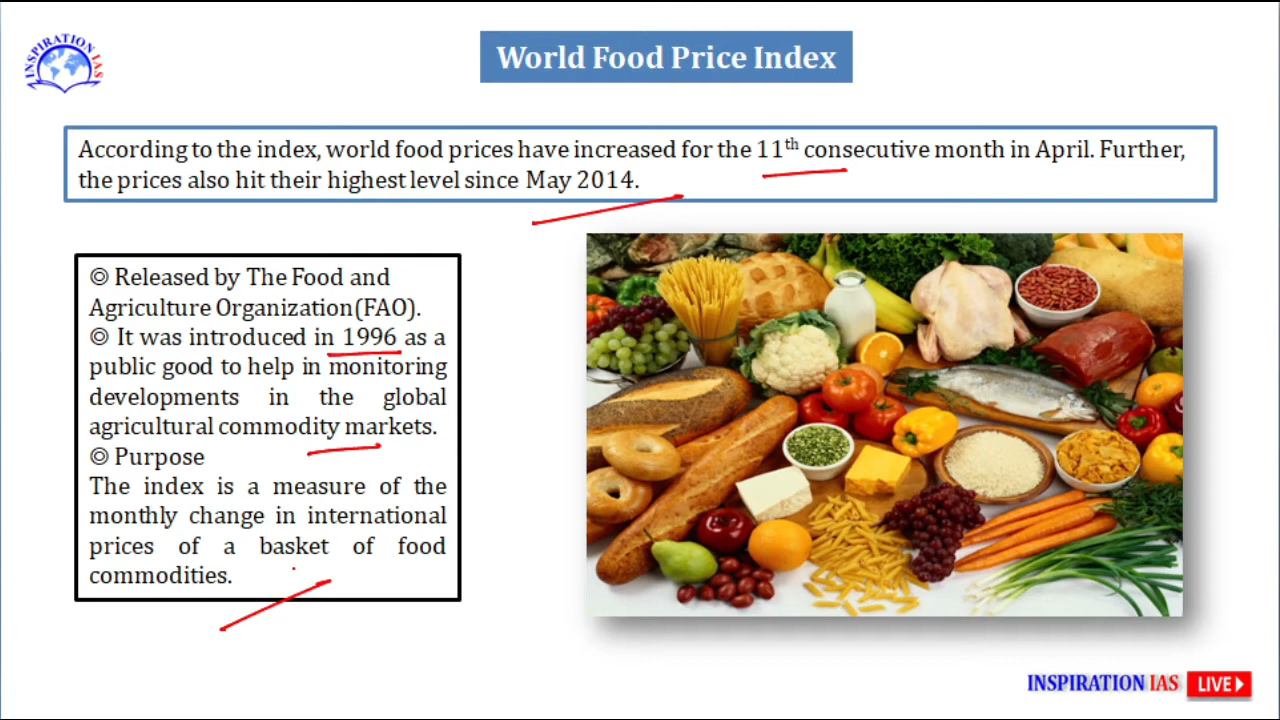 INSPIRATION IAS
World Food Price Index
According to the index, world food prices have increased for the 11th consecutive month in April. Further,
the prices also hit their highest level since May 2014.
◎ Released by The Food and
Agriculture Organization(FAO).
◎ It was introduced in 1996 as a
public good to help in monitoring
developments in the global
agricultural commodity markets.
◎ Purpose
The index is a measure of the
monthly change in international
prices of a basket of food
commodities.
INSPIRATION IAS LIVE